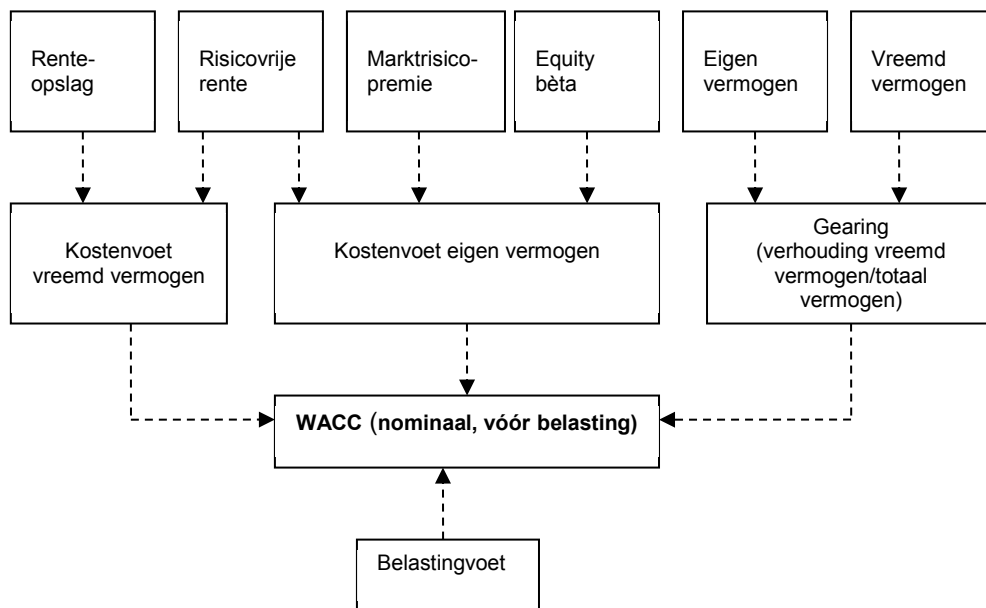 Rente-
opslag
Risicovrije
rente
Marktrisico-
premie
Equity
bèta
Eigen
vermogen
Vreemd
vermogen
Kostenvoet
vreemd vermogen
Kostenvoet eigen vermogen
Gearing
(verhouding vreemd
vermogen/totaal
vermogen)
WACC (nominaal, vóór belasting)
Belastingvoet